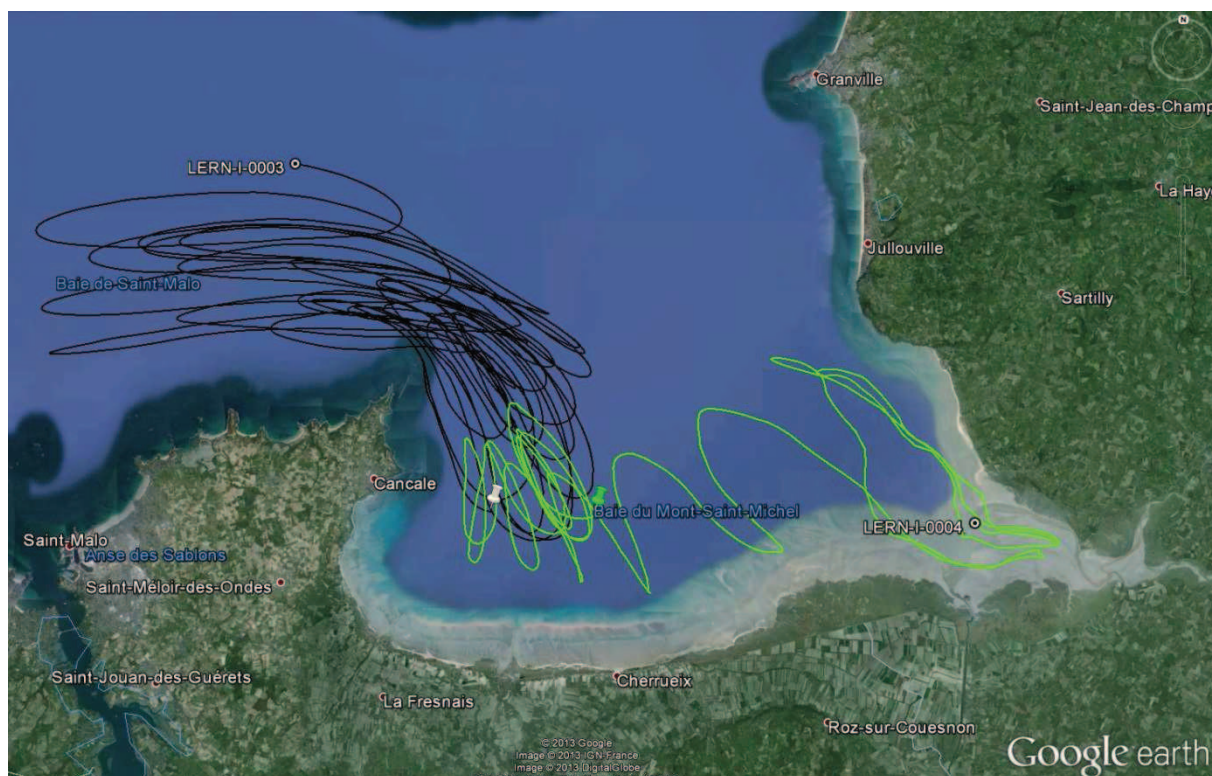 N
Granville
Saint-Jean-des-Champ
LERN-I-0003
La Hay
Jullouville
Baie de Saint-Malo
Sartilly
Cancale
Baie du Mont-Saint-Michel
LERN-I-0004
Saint-Malo
Anse des Sablons
Saint-Méloir-des-Ondes
Saint-Jouan-des-Guérets
Cherrueix
La Fresnais
Roz-sur-Couesnon
© 2013 Google
Image © 2013 IGN-France
Image © 2013 DigitalGlobe
Google earth